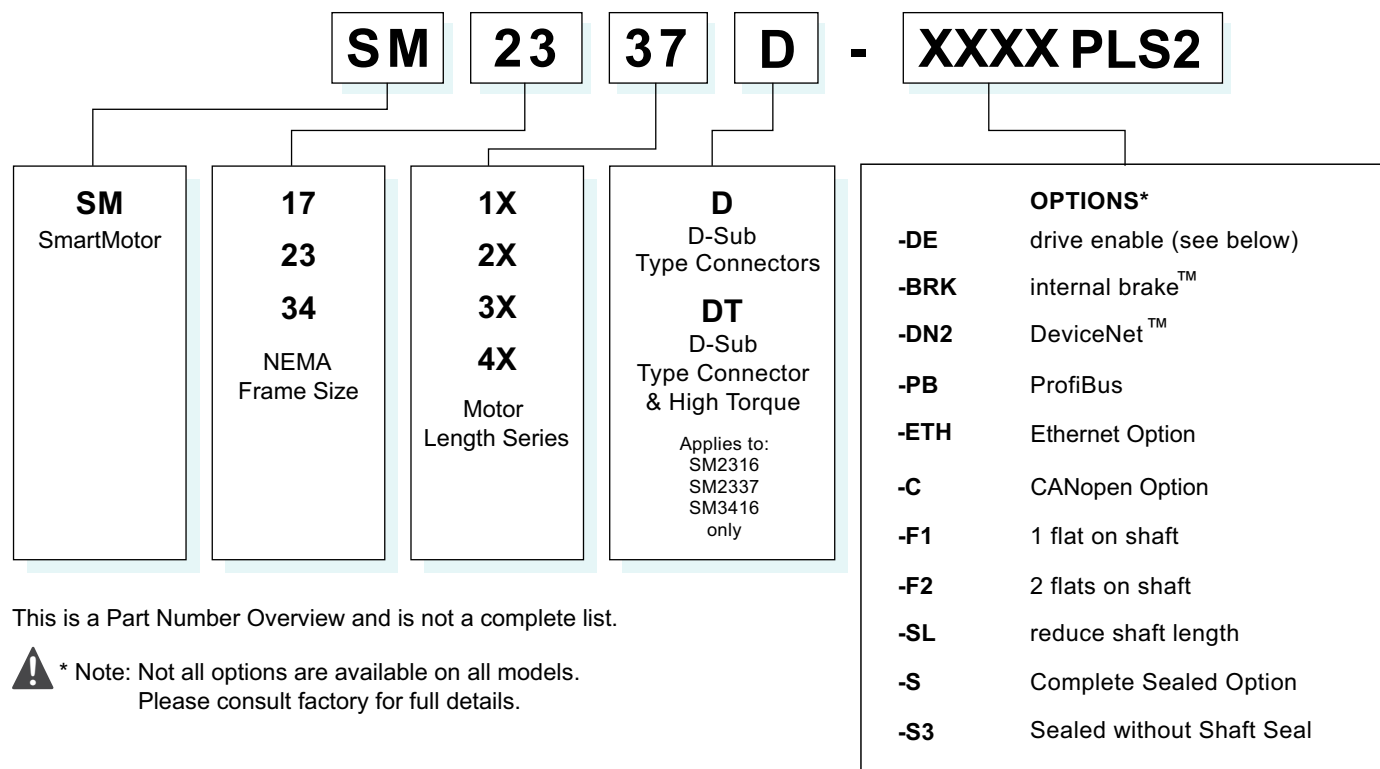 SM 23 37 D - XXXX PLS2
SM
SmartMotor
17
23
34
NEMA
Frame Size
1X
2X
3X
4X
Motor
Length Series
D
D-Sub
Type Connectors
DT
D-Sub
Type Connector
& High Torque
Applies to:
SM2316
SM2337
SM3416
only
OPTIONS*
-DE drive enable (see below)
-BRK internal brake™
-DN2 DeviceNet™
-PB ProfiBus
-ETH Ethernet Option
-C CANopen Option
-F1 1 flat on shaft
-F2 2 flats on shaft
-SL reduce shaft length
-S Complete Sealed Option
-S3 Sealed without Shaft Seal
This is a Part Number Overview and is not a complete list.
* Note: Not all options are available on all models.
Please consult factory for full details.